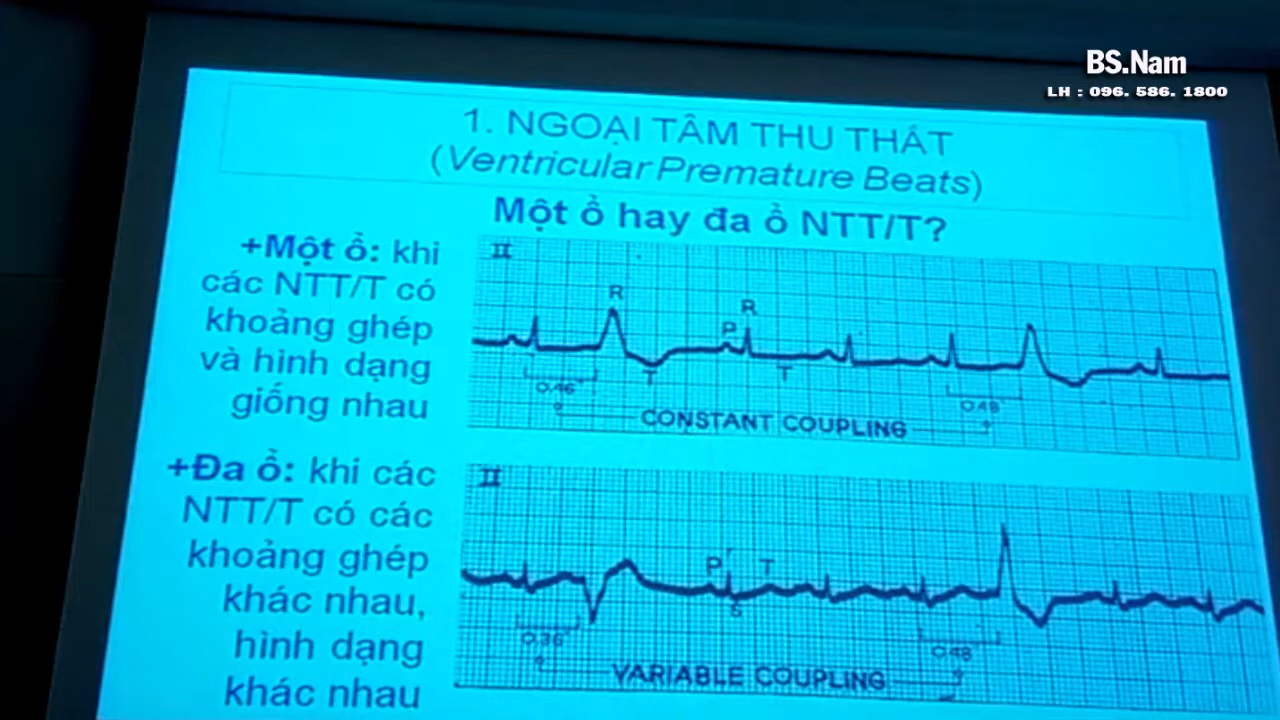 BS.Nam
LH : 096. 586. 1800
1. NGOẠI TÂM THU THẤT
(Ventricular Premature Beats)
Một ổ hay đa ổ NTT/T?
+Một ổ: khi
các NTT/T có
khoảng ghép
và hình dạng
giống nhau
II
R
P
R
T
T
0.46
CONSTANT COUPLING
+Đa ổ: khi các
NTT/T có các
khoảng ghép
khác nhau,
hình dạng
khác nhau
II
P
T
S
0.36
0.48
VARIABLE COUPLING